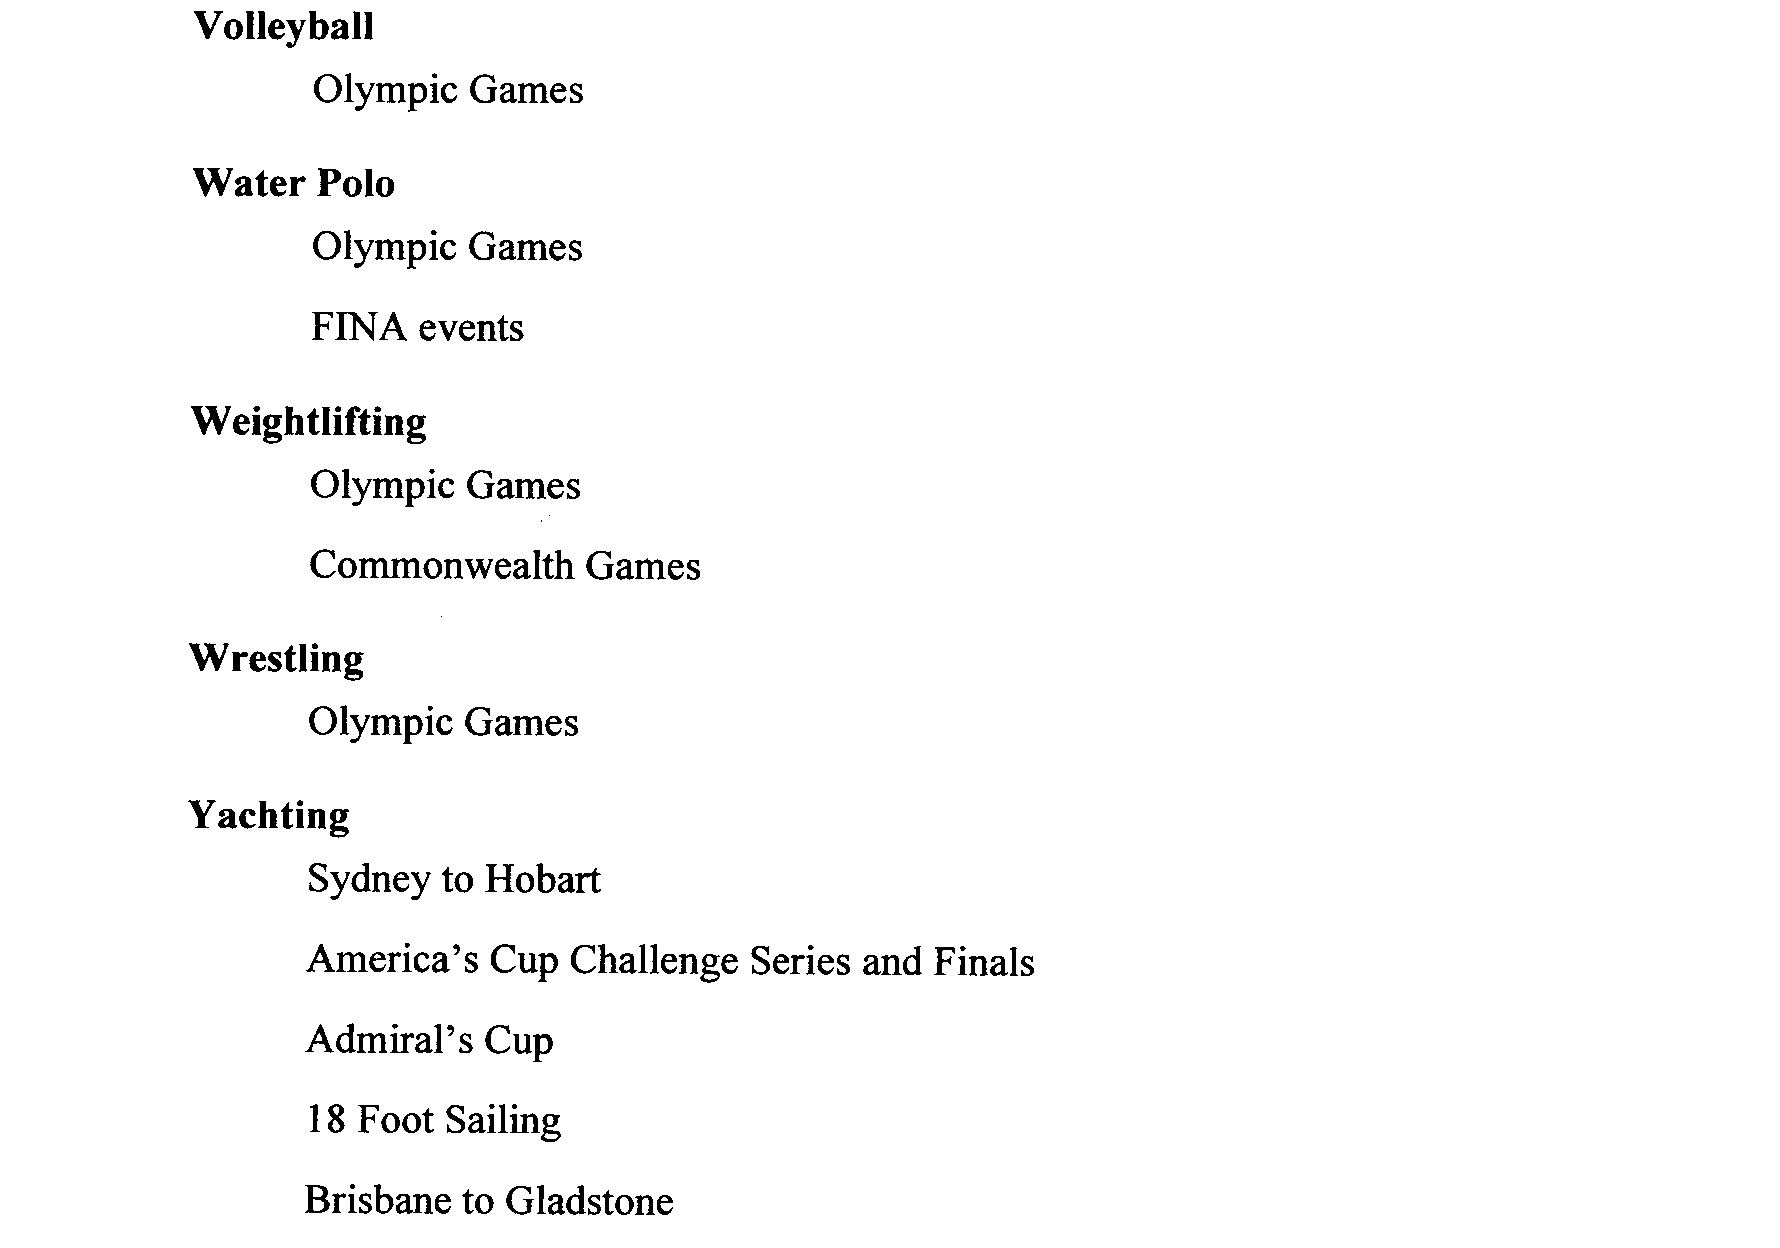 Volleyball
Olympic Games
Water Polo
Olympic Games
FINA events
Weightlifting
Olympic Games
Commonwealth Games
Wrestling
Olympic Games
Yachting
Sydney to Hobart
America's Cup Challenge Series and Finals
Admiral's Cup
18 Foot Sailing
Brisbane to Gladstone